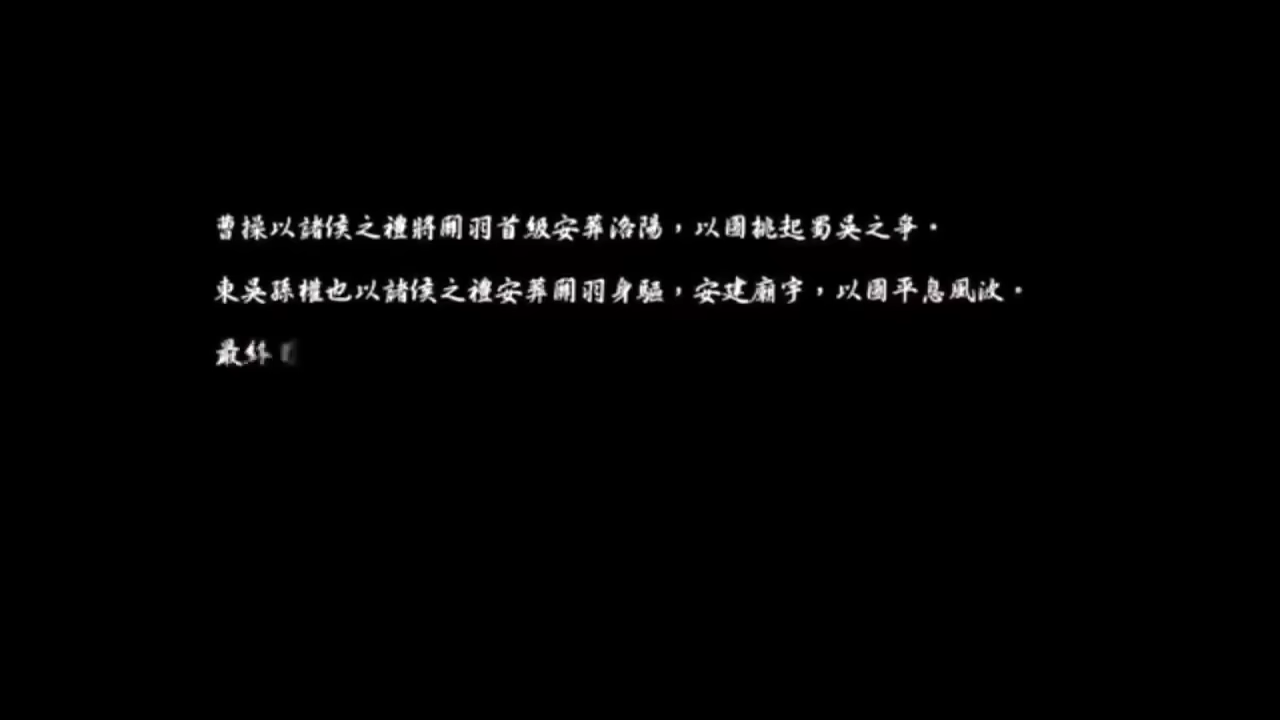 曹操以諸侯之禮將關羽首級安葬洛陽，以圖挑起蜀吳之爭。
東吳孫權也以諸侯之禮安葬關羽身軀，安建廟宇，以圖平息風波。
最終